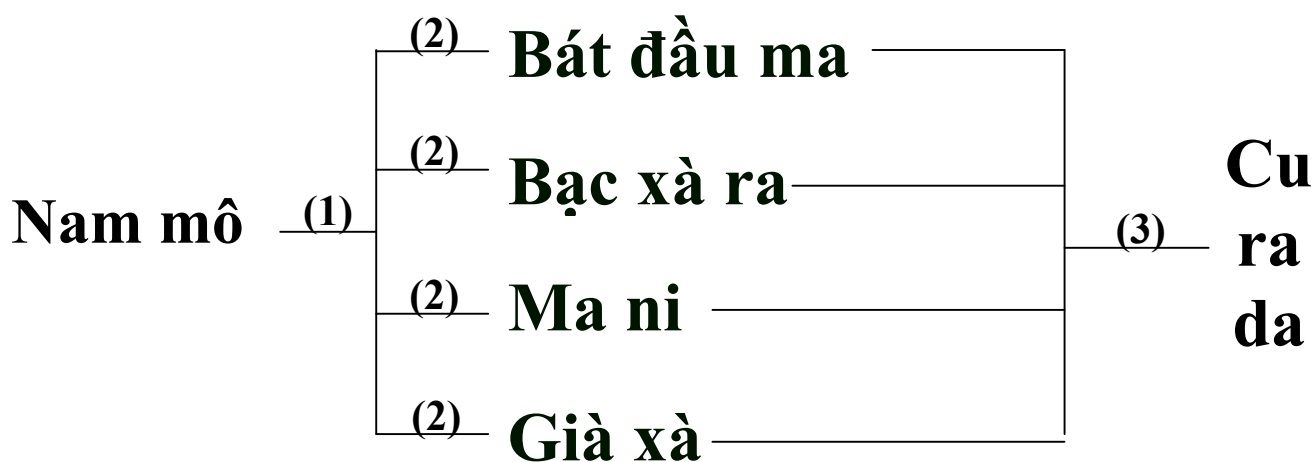 Nam mô
(1)
(2)
Bát đầu ma
(2)
Bạc xà ra
(2)
Ma ni
(2)
Già xà
(3)
Cu
ra
da